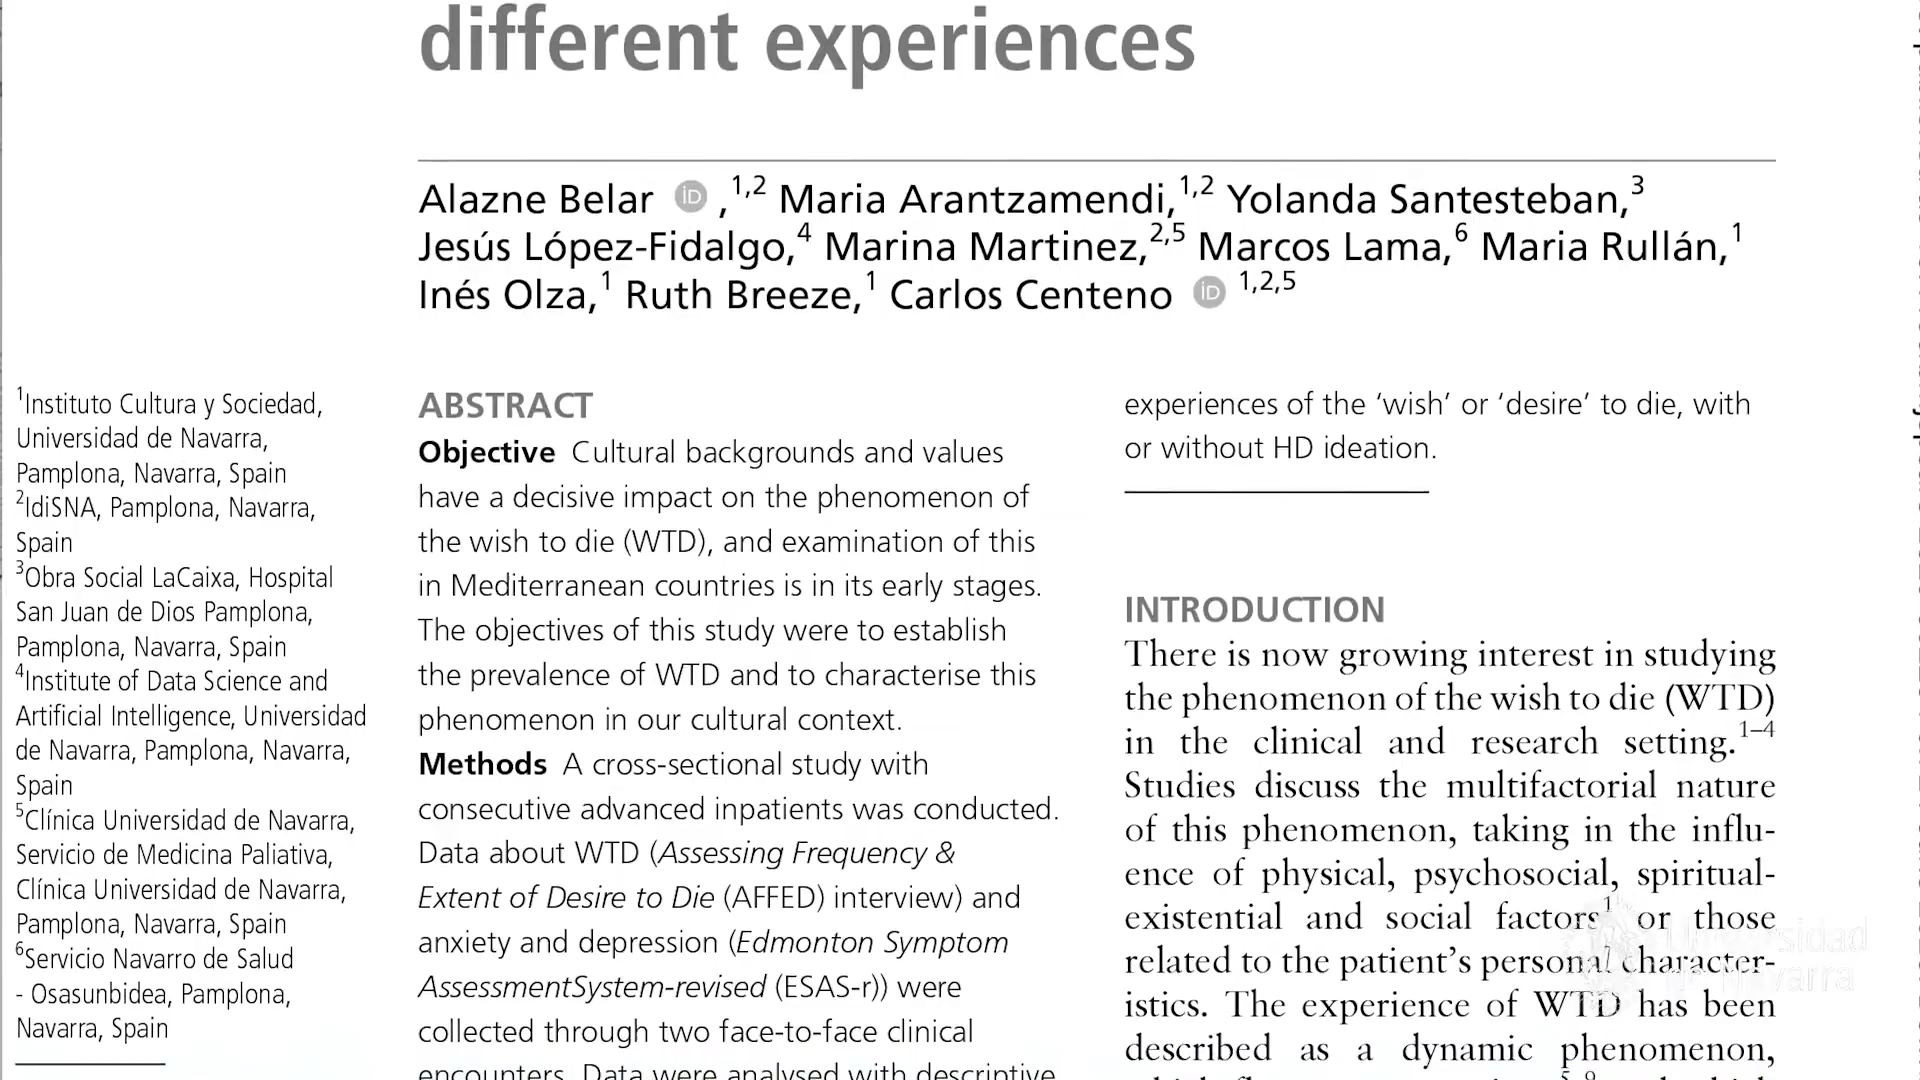 different experiences
Alazne Belar iD ,1,2 Maria Arantzamendi,1,2 Yolanda Santesteban,3
Jesús López-Fidalgo,4 Marina Martinez,2,5 Marcos Lama,6 Maria Rullán,1
Inés Olza,1 Ruth Breeze,1 Carlos Centeno iD 1,2,5
1Instituto Cultura y Sociedad,
Universidad de Navarra,
Pamplona, Navarra, Spain
2IdiSNA, Pamplona, Navarra,
Spain
3Obra Social LaCaixa, Hospital
San Juan de Dios Pamplona,
Pamplona, Navarra, Spain
4Institute of Data Science and
Artificial Intelligence, Universidad
de Navarra, Pamplona, Navarra,
Spain
5Clínica Universidad de Navarra,
Servicio de Medicina Paliativa,
Clínica Universidad de Navarra,
Pamplona, Navarra, Spain
6Servicio Navarro de Salud
- Osasunbidea, Pamplona,
Navarra, Spain
ABSTRACT
Objective Cultural backgrounds and values
have a decisive impact on the phenomenon of
the wish to die (WTD), and examination of this
in Mediterranean countries is in its early stages.
The objectives of this study were to establish
the prevalence of WTD and to characterise this
phenomenon in our cultural context.
Methods A cross-sectional study with
consecutive advanced inpatients was conducted.
Data about WTD (Assessing Frequency &
Extent of Desire to Die (AFFED) interview) and
anxiety and depression (Edmonton Symptom
AssessmentSystem-revised (ESAS-r)) were
collected through two face-to-face clinical
encounters. Data were analysed with descriptive
experiences of the ‘wish’ or ‘desire’ to die, with
or without HD ideation.
INTRODUCTION
There is now growing interest in studying
the phenomenon of the wish to die (WTD)
in the clinical and research setting.1–4
Studies discuss the multifactorial nature
of this phenomenon, taking in the influ-
ence of physical, psychosocial, spiritual-
existential and social factors1 or those
related to the patient’s personal character-
istics. The experience of WTD has been
described as a dynamic phenomenon,
Universidad
de Navarra